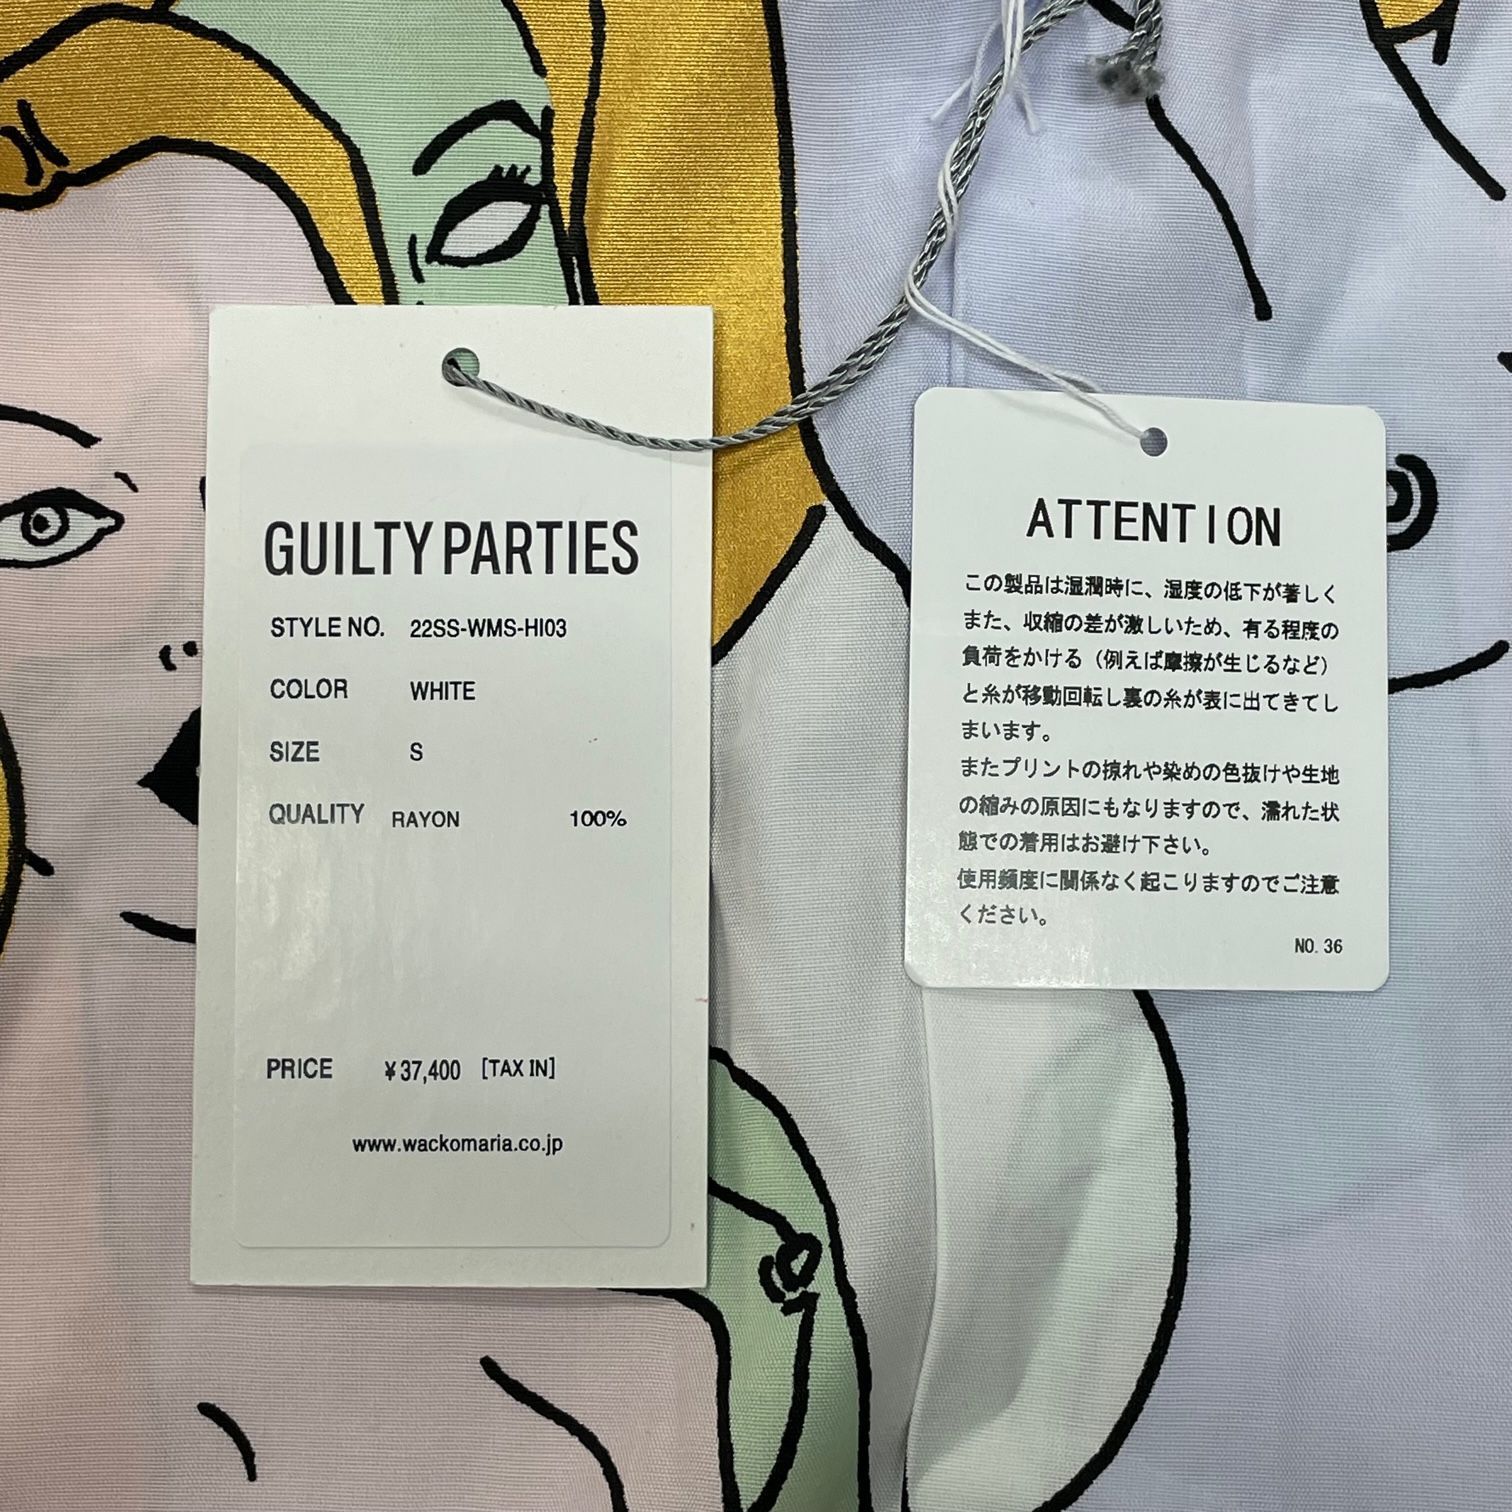 GUILTY PARTIES
STYLE NO. 22SS-WMS-HI03
COLOR WHITE
SIZE S
QUALITY RAYON 100%
PRICE ¥37,400 [TAX IN]
www.wackomaria.co.jp
ATTENTION
この製品は湿潤時に、湿度の低下が著しく
また、収縮の差が激しいため、有る程度の
負荷をかける（例えば摩擦が生じるなど）
と糸が移動回転し裏の糸が表に出てきてし
まいます。
またプリントの掠れや染めの色抜けや生地
の縮みの原因にもなりますので、濡れた状
態での着用はお避け下さい。
使用頻度に関係なく起こりますのでご注意
ください。
NO. 36